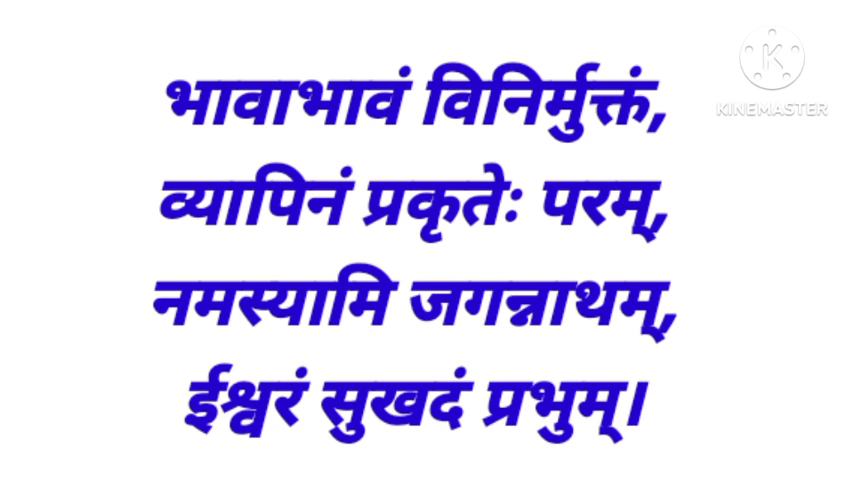 भावाभावं विनिर्मुक्तं,
KINEMASTER
व्यापिनं प्रकृतेः परम्,
नमस्यामि जगन्नाथम्,
ईश्वरं सुखदं प्रभुम्।